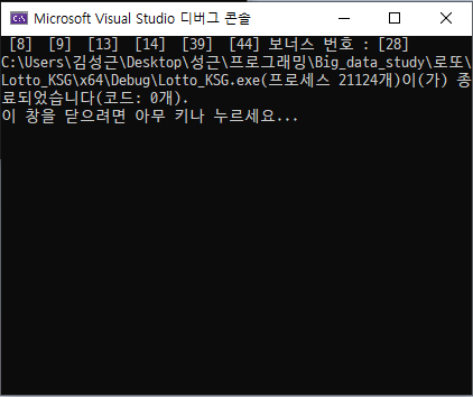 Microsoft Visual Studio 디버그 콘솔
[8] [9] [13] [14] [39] [44] 보너스 번호 : [28]
C:\Users\김성근\Desktop\성근\프로그래밍\Big_data_study\로또\
Lotto_KSG\x64\Debug\Lotto_KSG.exe(프로세스 21124개)이(가) 종
료되었습니다(코드: 0개).
이 창을 닫으려면 아무 키나 누르세요...